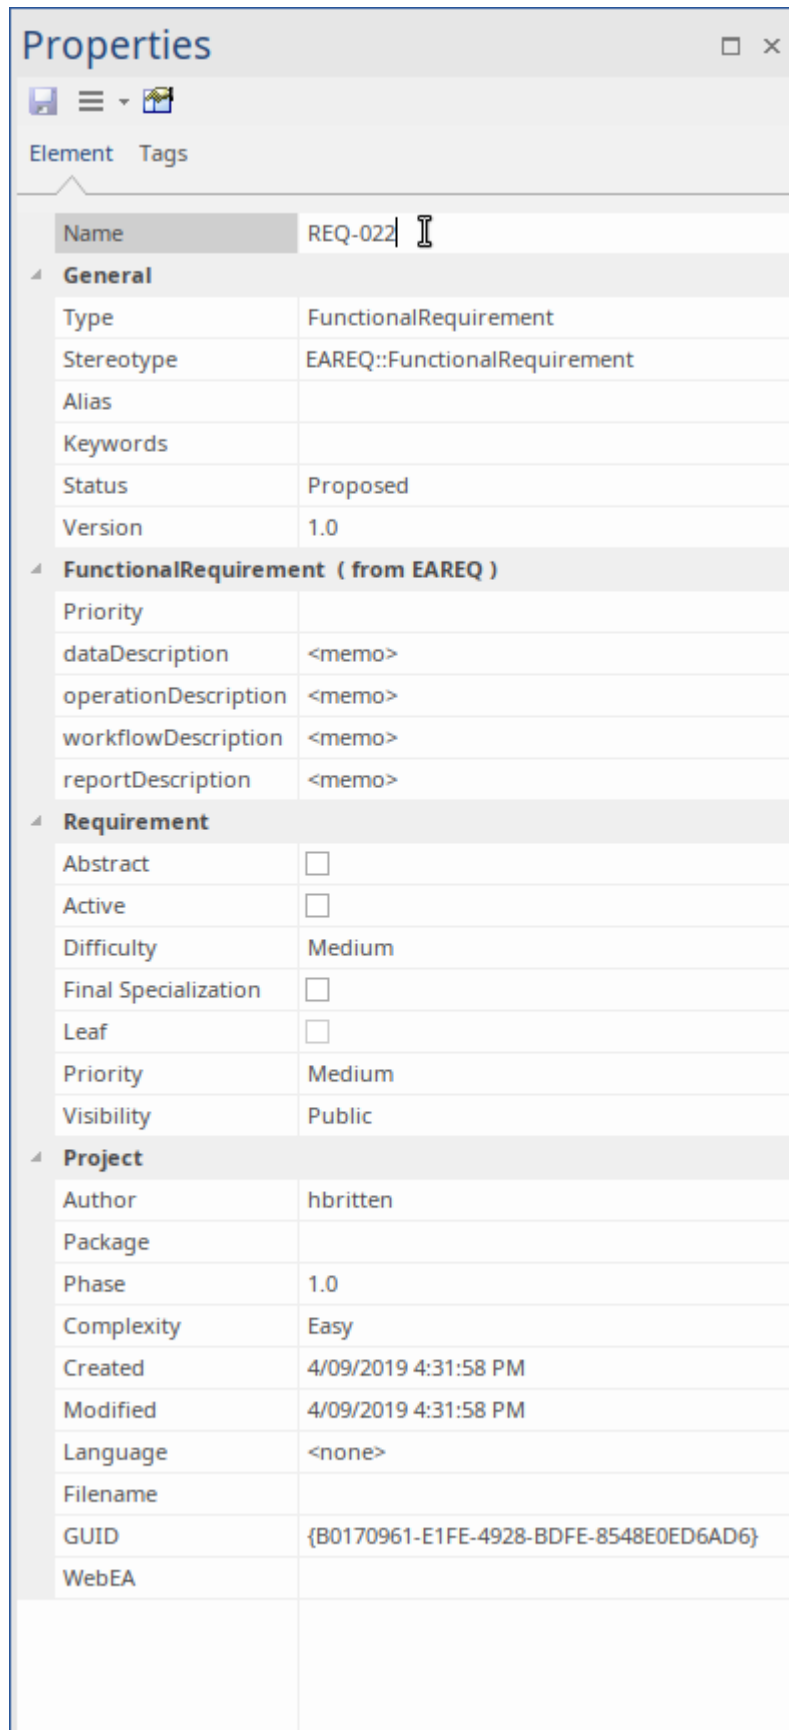 Properties
Element Tags
Name REQ-022
General
Type FunctionalRequirement
Stereotype EAREQ::FunctionalRequirement
Alias
Keywords
Status Proposed
Version 1.0
FunctionalRequirement ( from EAREQ )
Priority
dataDescription <memo>
operationDescription <memo>
workflowDescription <memo>
reportDescription <memo>
Requirement
Abstract
Active
Difficulty Medium
Final Specialization
Leaf
Priority Medium
Visibility Public
Project
Author hbritten
Package
Phase 1.0
Complexity Easy
Created 4/09/2019 4:31:58 PM
Modified 4/09/2019 4:31:58 PM
Language <none>
Filename
GUID {B0170961-E1FE-4928-BDFE-8548E0ED6AD6}
WebEA